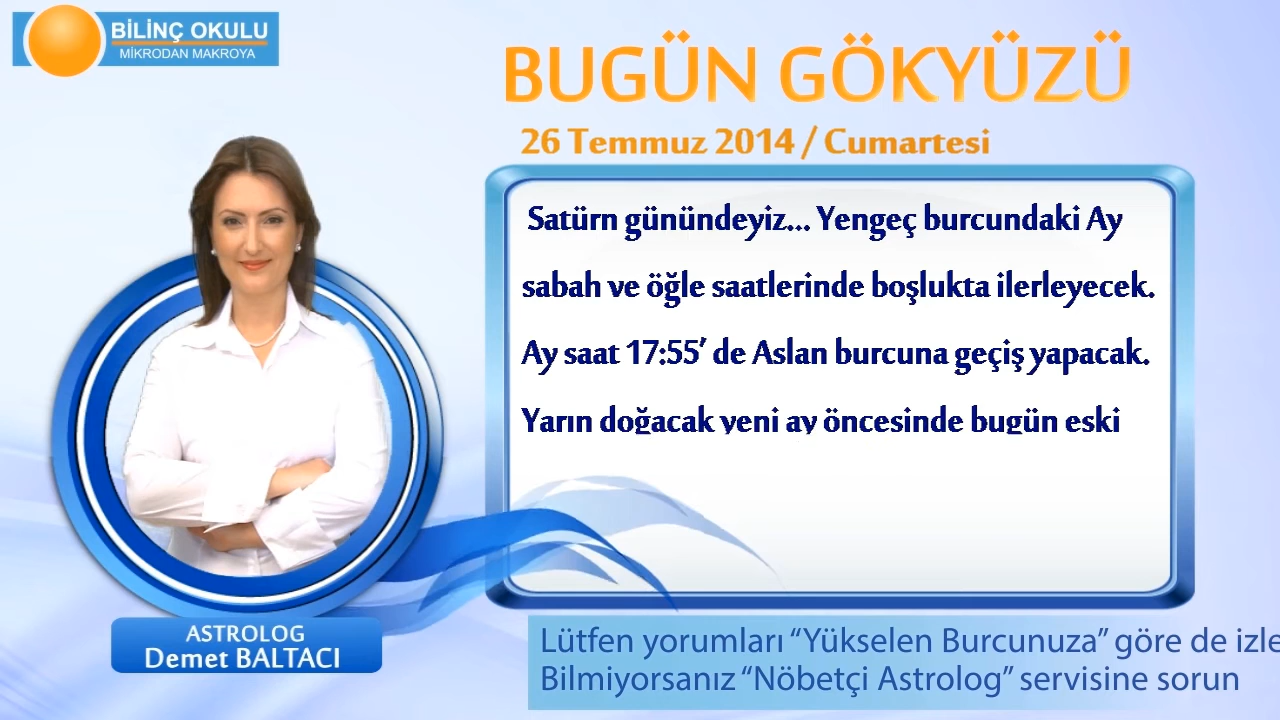 BİLİNÇ OKULU
MİKRODAN MAKROYA
BUGÜN GÖKYÜZÜ
26 Temmuz 2014 / Cumartesi
Satürn günündeyiz... Yengeç burcundaki Ay
sabah ve öğle saatlerinde boşlukta ilerleyecek.
Ay saat 17:55’ de Aslan burcuna geçiş yapacak.
Yarın doğacak yeni ay öncesinde bugün eski
ASTROLOG
Demet BALTACI
Lütfen yorumları “Yükselen Burcunuza” göre de izle
Bilmiyorsanız “Nöbetçi Astrolog” servisine sorun